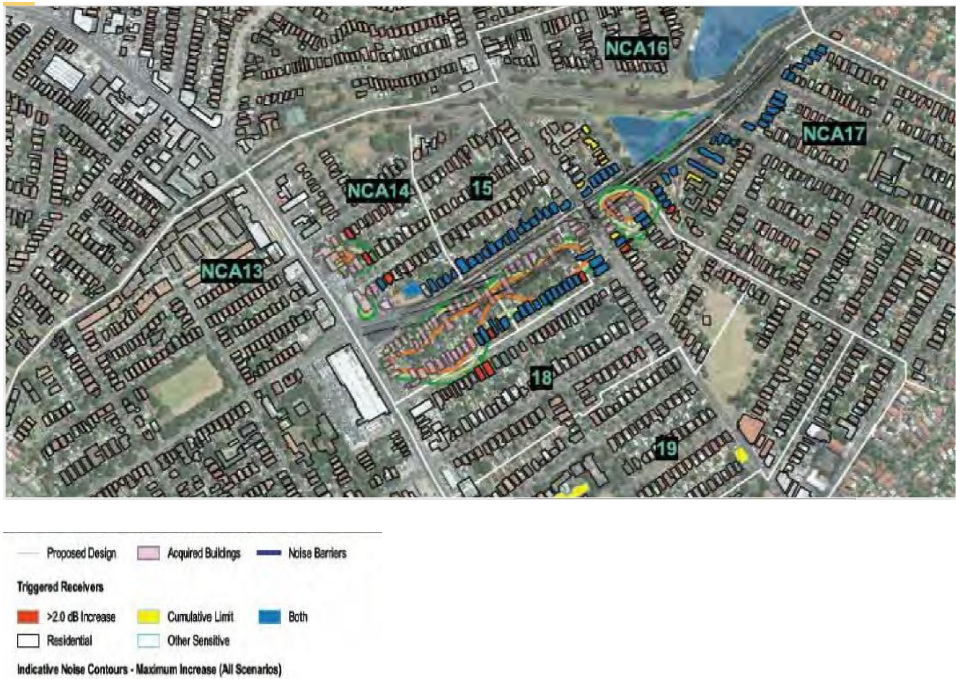 NCA16
NCA17
NCA14
15
NCA13
18
19
Proposed Design Acquired Buildings Noise Barriers
Triggered Receivers
>2.0 dB Increase Cumulative Limit Both
Residential Other Sensitive
Indicative Noise Contours - Maximum Increase (All Scenarios)